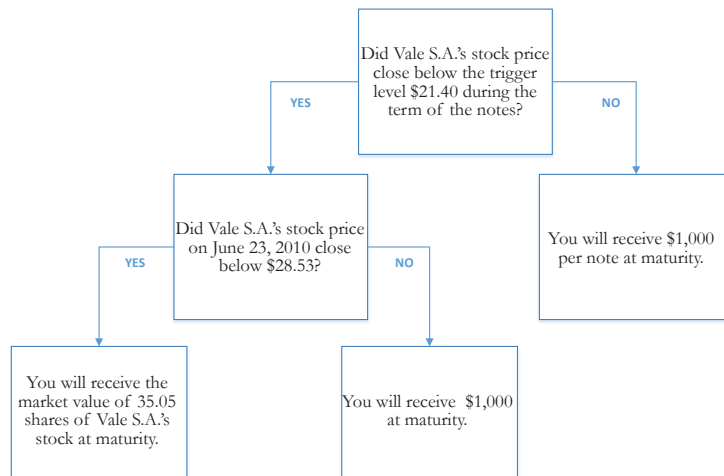 Did Vale S.A.'s stock price
close below the trigger
level $21.40 during the
term of the notes?
YES
NO
Did Vale S.A.'s stock price
on June 23, 2010 close
below $28.53?
You will receive $1,000
per note at maturity.
YES
NO
You will receive the
market value of 35.05
shares of Vale S.A.'s
stock at maturity.
You will receive $1,000
at maturity.